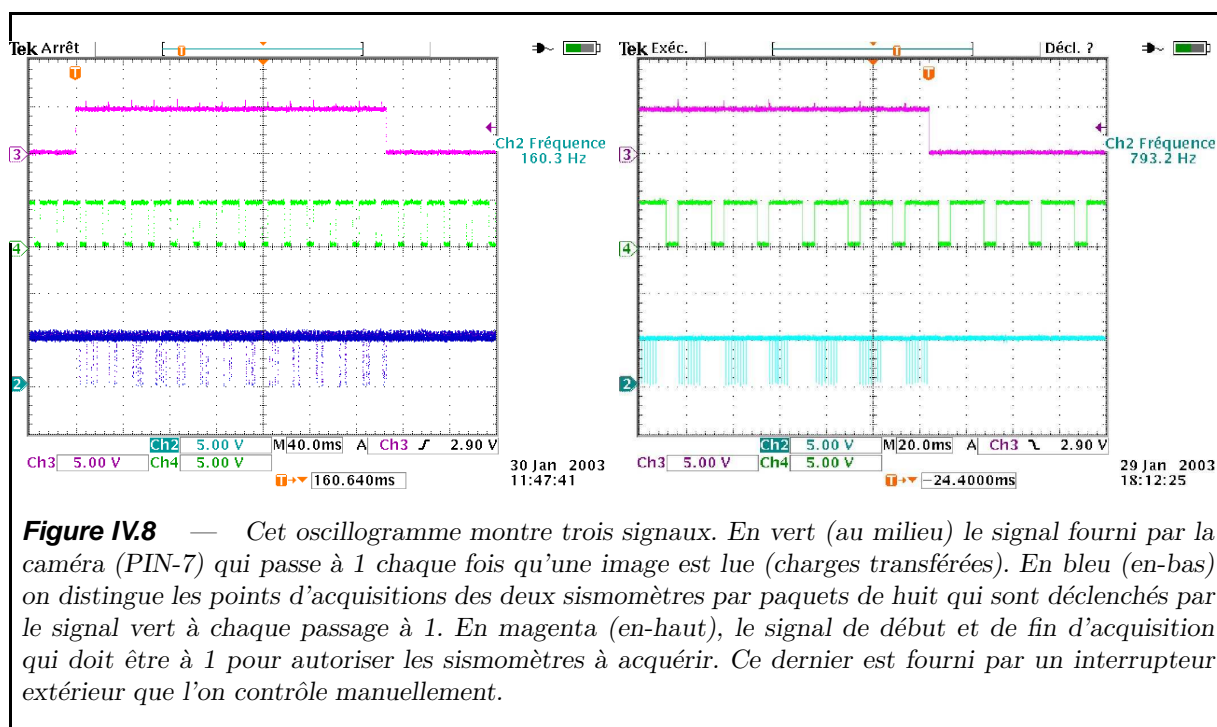 Tek Arrêt
T
T
3
Ch2 Fréquence
160.3 Hz
4
2
Ch2 5.00 V M 40.0ms A Ch3 2.90 V
Ch3 5.00 V Ch4 5.00 V
30 Jan 2003
11:47:41
T 160.640ms
Tek Exéc. Décl. ?
T
T
3
Ch2 Fréquence
793.2 Hz
4
2
Ch2 5.00 V M 20.0ms A Ch3 2.90 V
Ch3 5.00 V Ch4 5.00 V
29 Jan 2003
18:12:25
T −24.4000ms
Figure IV.8 — Cet oscillogramme montre trois signaux. En vert (au milieu) le signal fourni par la
caméra (PIN-7) qui passe à 1 chaque fois qu'une image est lue (charges transférées). En bleu (en-bas)
on distingue les points d'acquisitions des deux sismomètres par paquets de huit qui sont déclenchés par
le signal vert à chaque passage à 1. En magenta (en-haut), le signal de début et de fin d'acquisition
qui doit être à 1 pour autoriser les sismomètres à acquérir. Ce dernier est fourni par un interrupteur
extérieur que l'on contrôle manuellement.